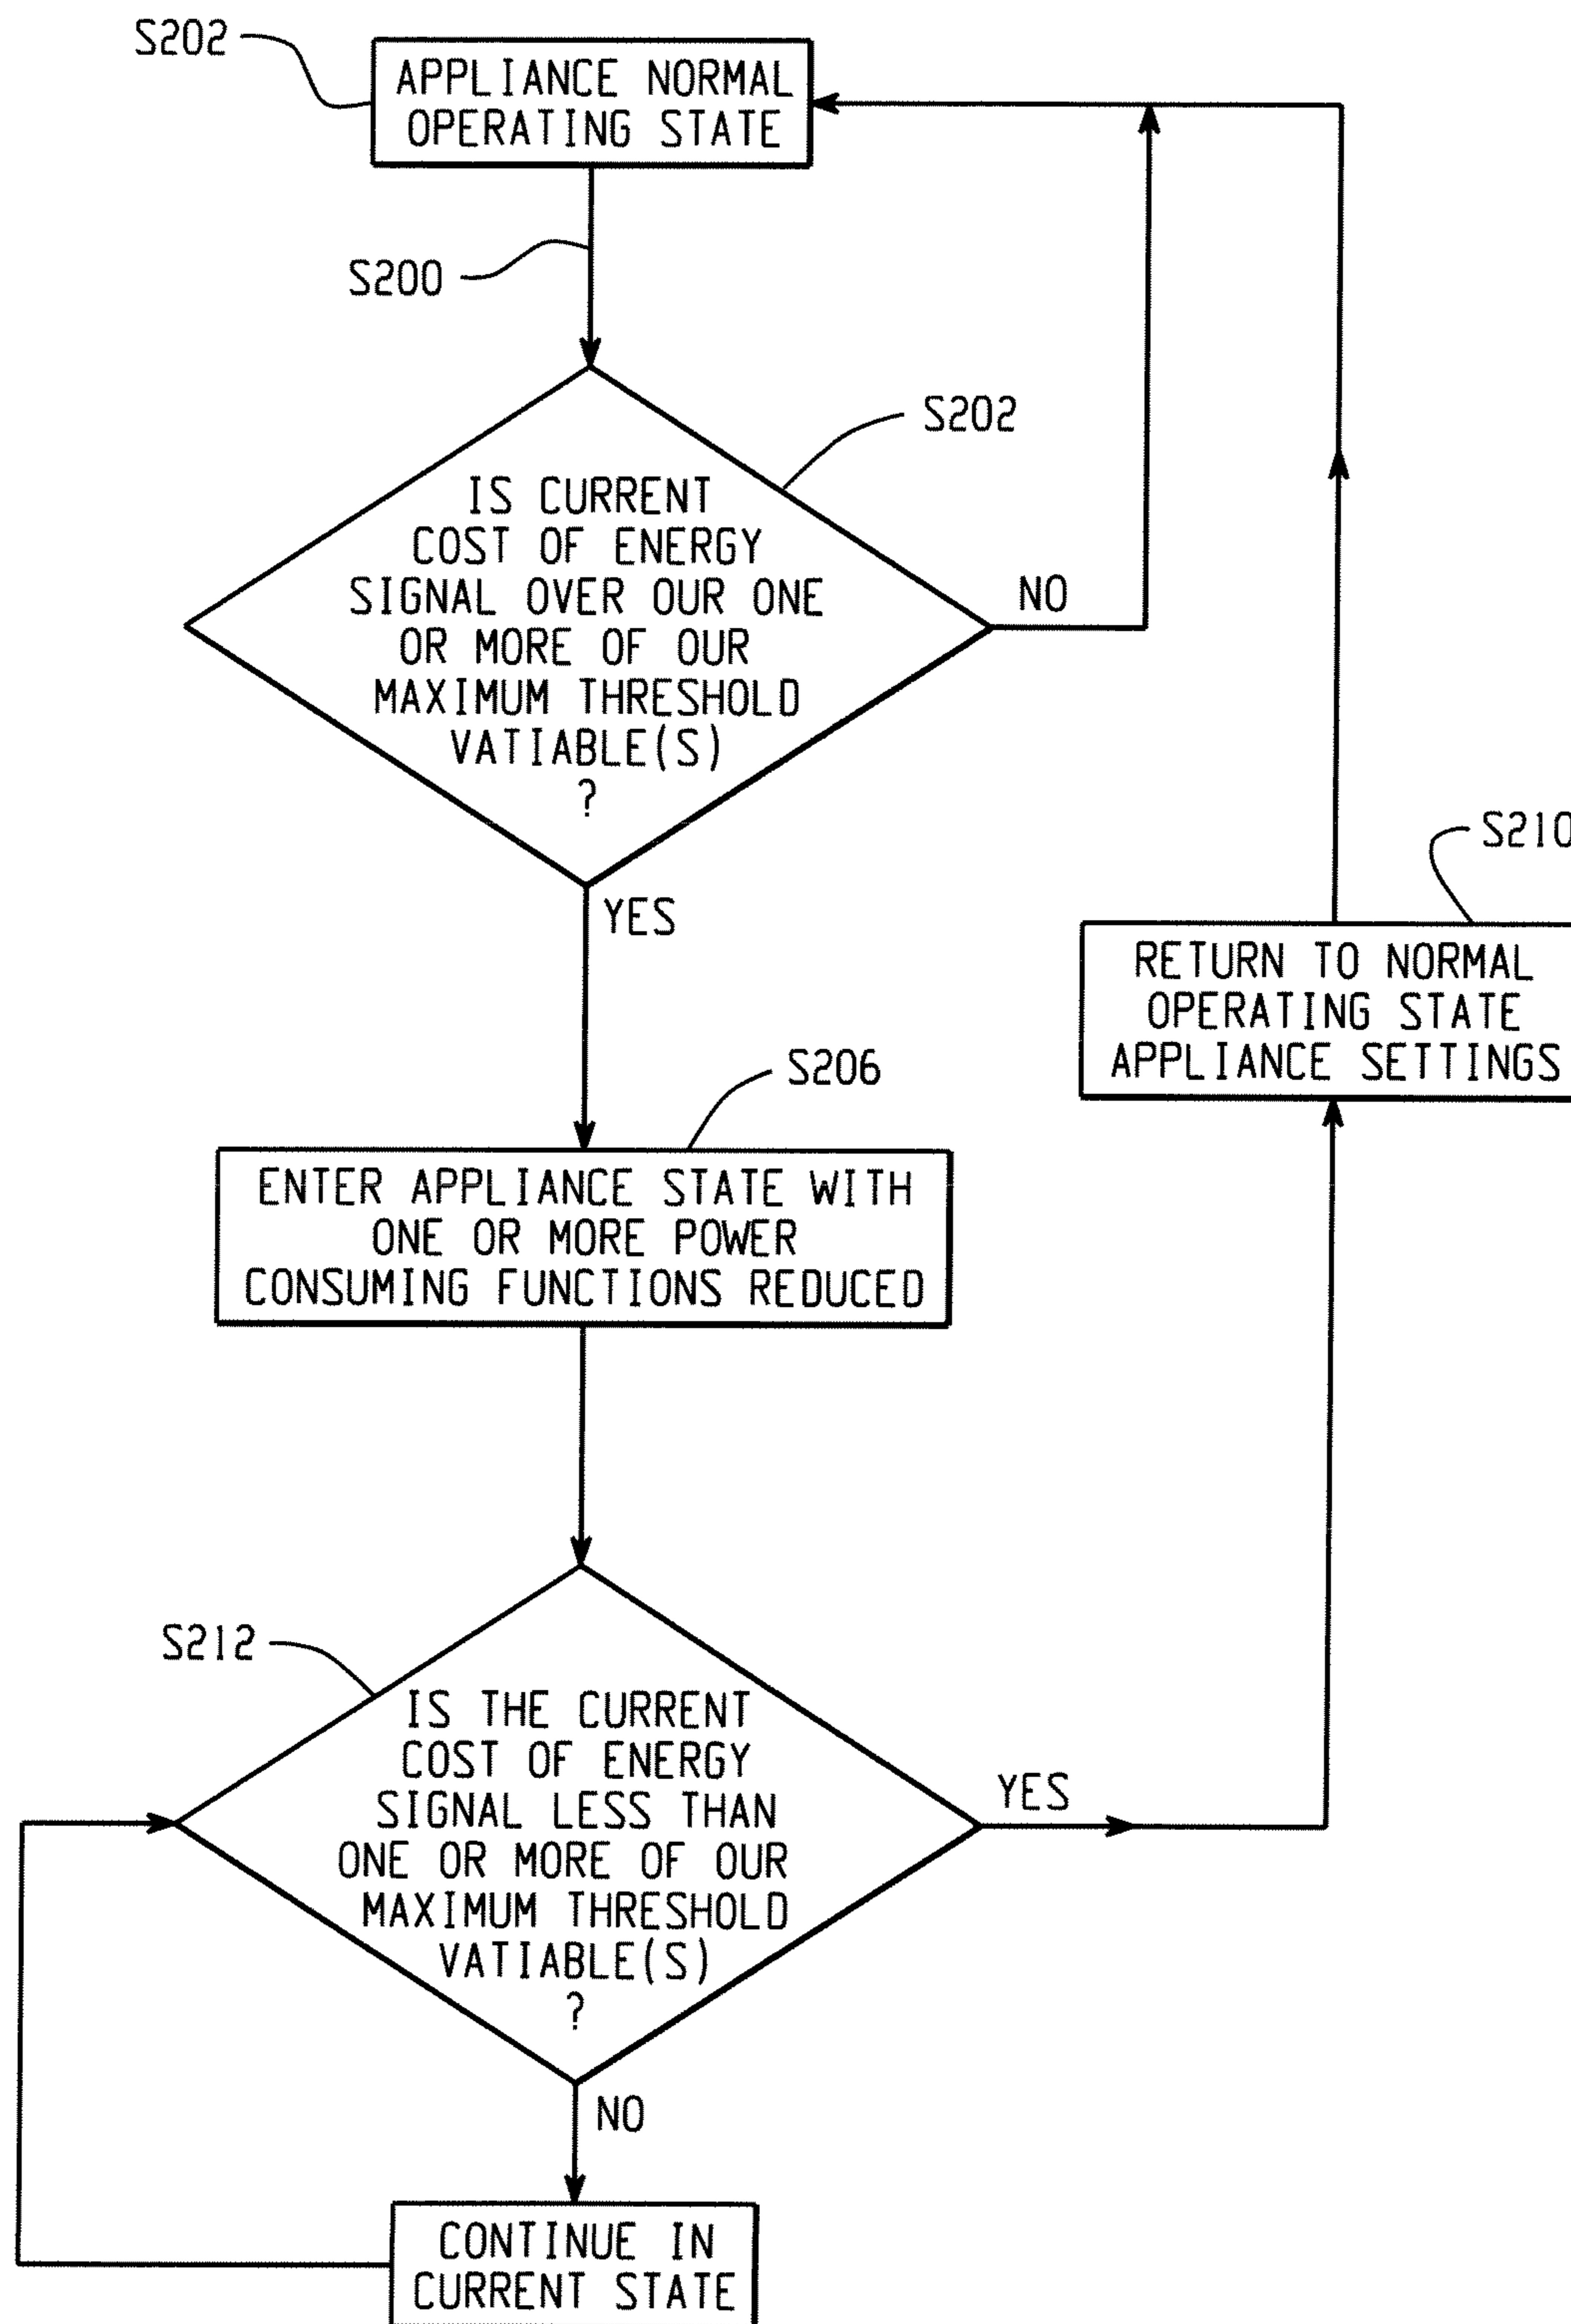 S202
APPLIANCE NORMAL
OPERATING STATE
S200
S202
IS CURRENT
COST OF ENERGY
SIGNAL OVER OUR ONE
OR MORE OF OUR
MAXIMUM THRESHOLD
VATIABLE(S)
?
NO
YES
S210
RETURN TO NORMAL
OPERATING STATE
APPLIANCE SETTINGS
S206
ENTER APPLIANCE STATE WITH
ONE OR MORE POWER
CONSUMING FUNCTIONS REDUCED
S212
IS THE CURRENT
COST OF ENERGY
SIGNAL LESS THAN
ONE OR MORE OF OUR
MAXIMUM THRESHOLD
VATIABLE(S)
?
YES
NO
CONTINUE IN
CURRENT STATE